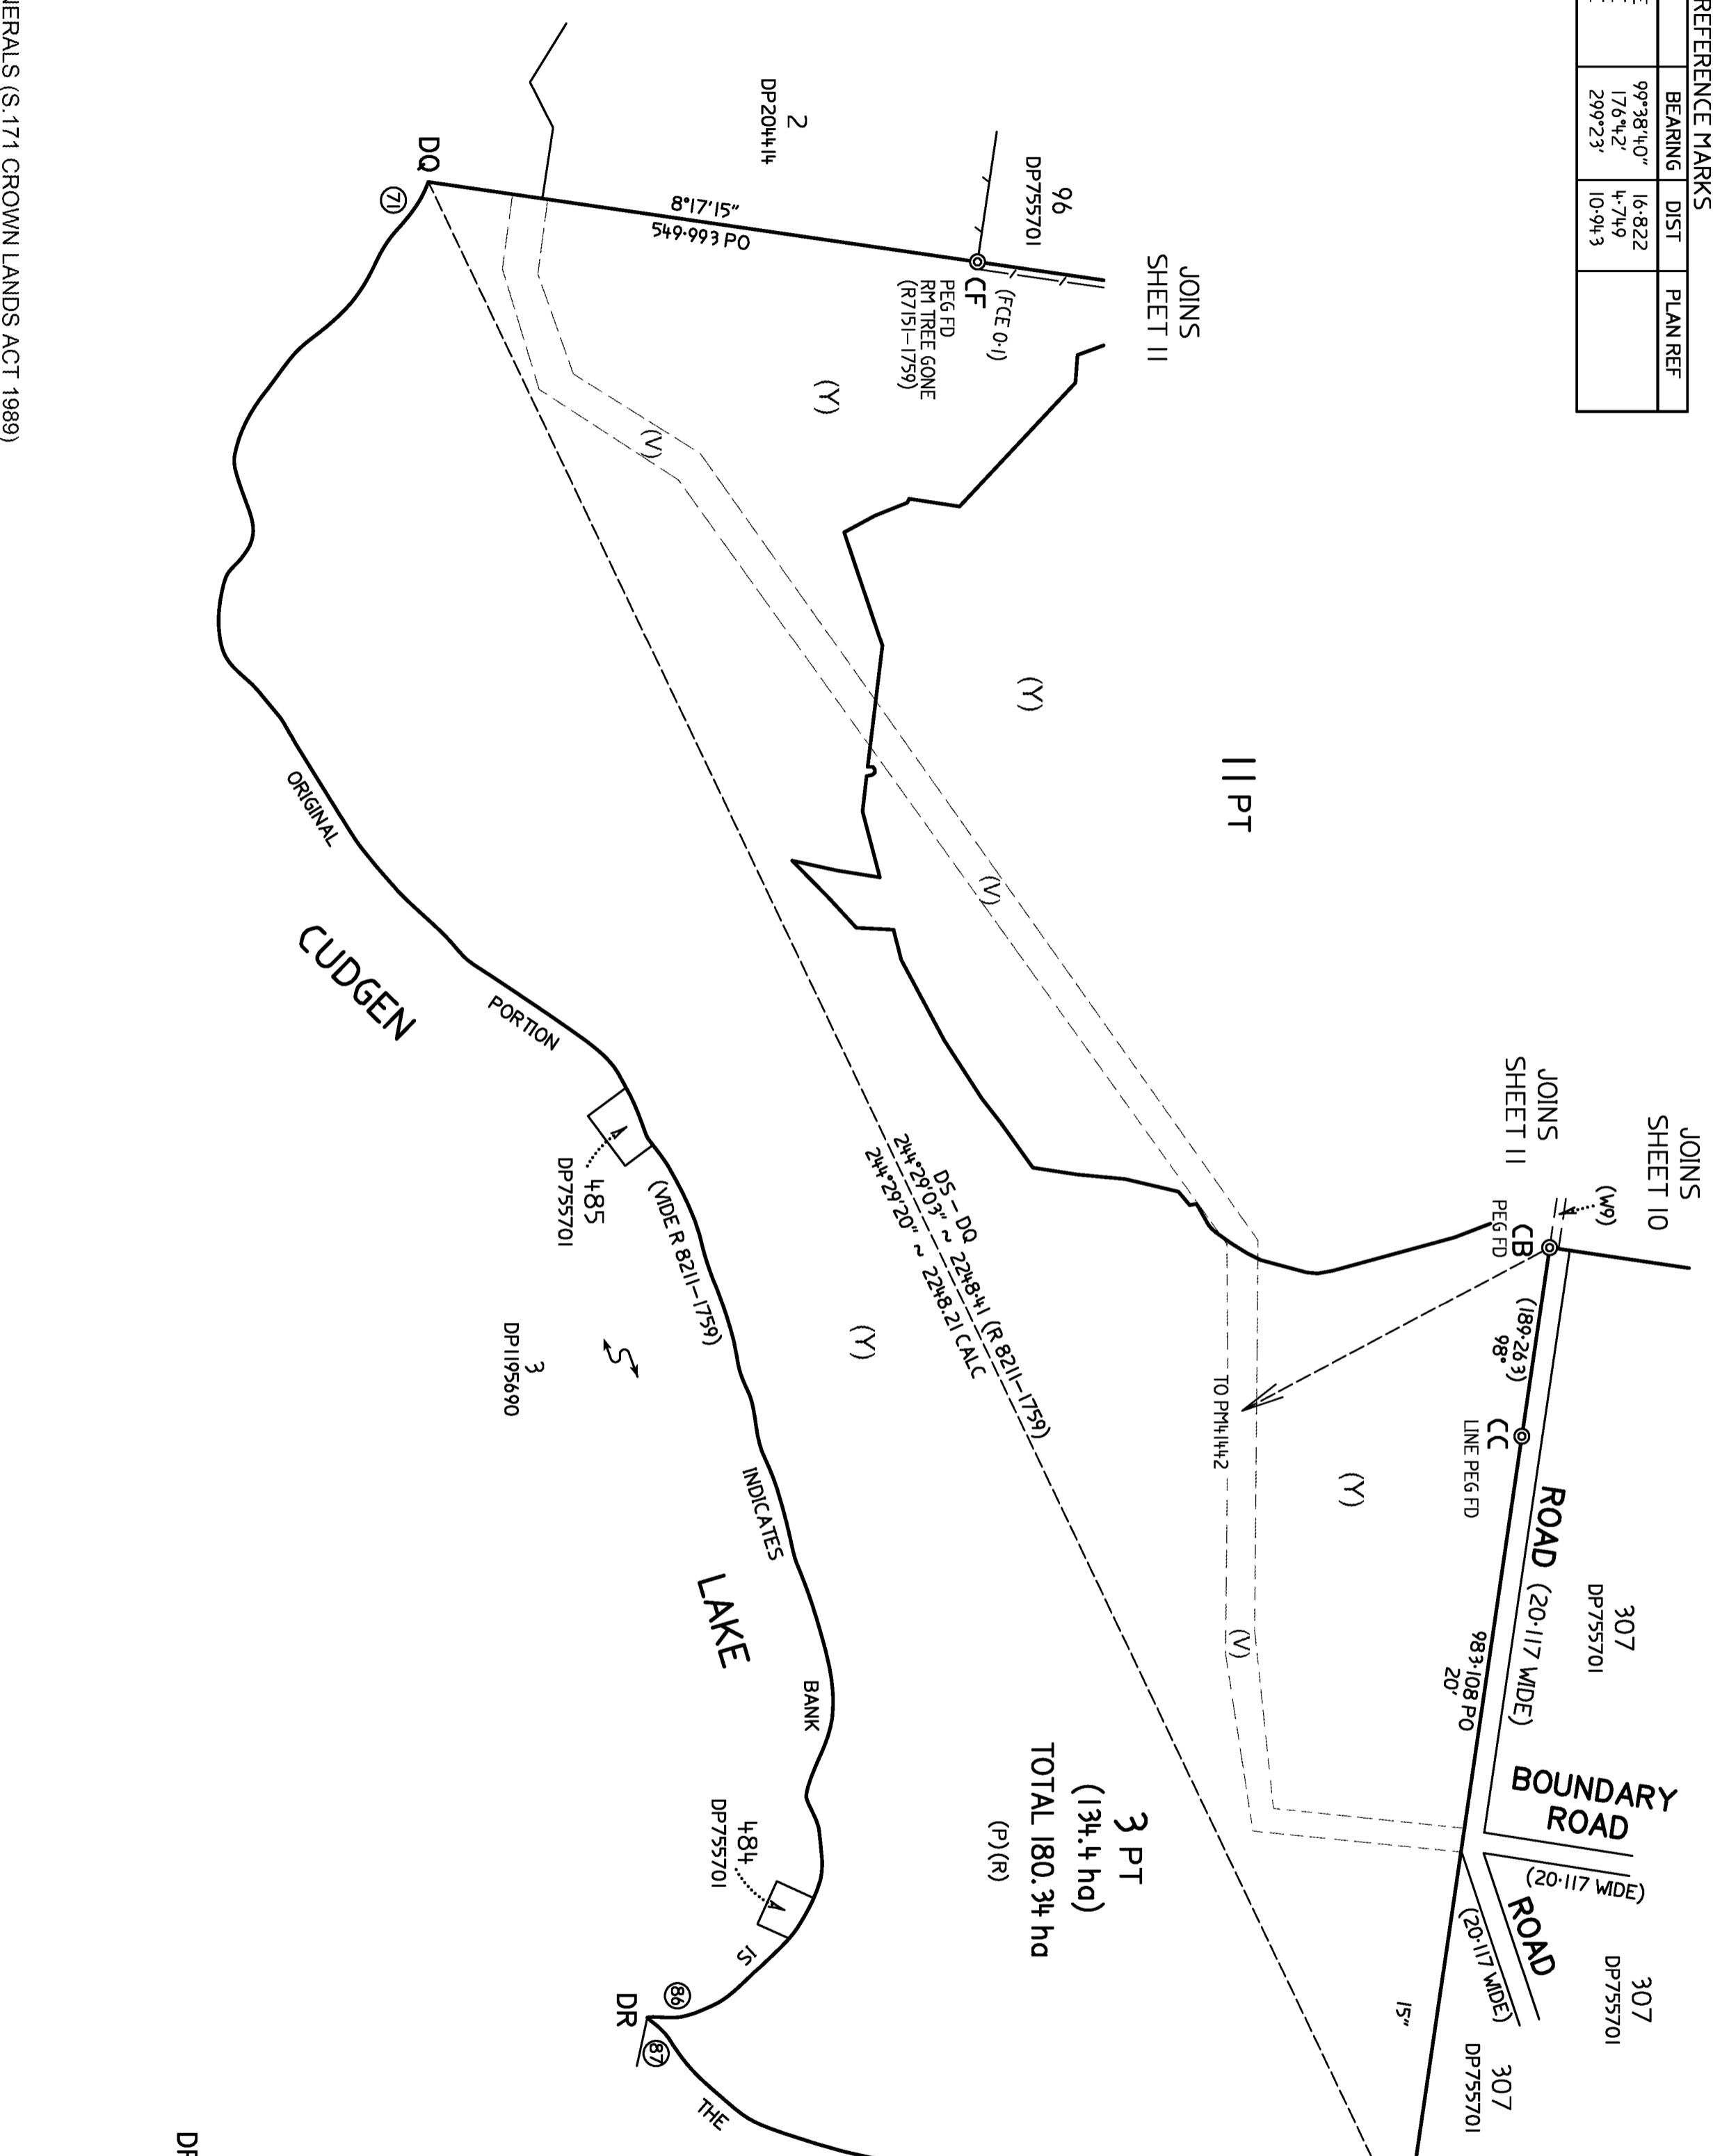 REFERENCE MARKS
BEARING DIST PLAN REF
99°38'40" 16·822
176°42' 4·749
299°23' 10·943
JOINS
SHEET 10
JOINS
SHEET 11
(W9)
CB
PEG FD
(189·263)
98°
CC
LINE PEG FD
ROAD (20·117 WIDE)
307
DP755701
983·108 PO
20'
BOUNDARY
ROAD
(20·117 WIDE)
ROAD
(20·117 WIDE)
307
DP755701
15"
307
DP755701
JOINS
SHEET 11
96
DP755701
(FCE 0·1)
CF
PEG FD
RM TREE GONE
(R7151-1759)
2
DP204414
8°17'15"
549·993 PO
DQ
71
11 PT
(Y)
(Y)
(V)
(V)
(Y)
TO PM41442
(V)
DS - DQ
244°29'03" ~ 2248·41 (R 8211-1759)
244°29'20" ~ 2248.21 CALC
(Y)
3 PT
(134.4 ha)
TOTAL 180.34 ha
(P)(R)
ORIGINAL
PORTION
(VIDE R 8211-1759)
INDICATES
BANK
IS
THE
CUDGEN
LAKE
485
DP755701
3
DP1195690
484
DP755701
86
DR
87